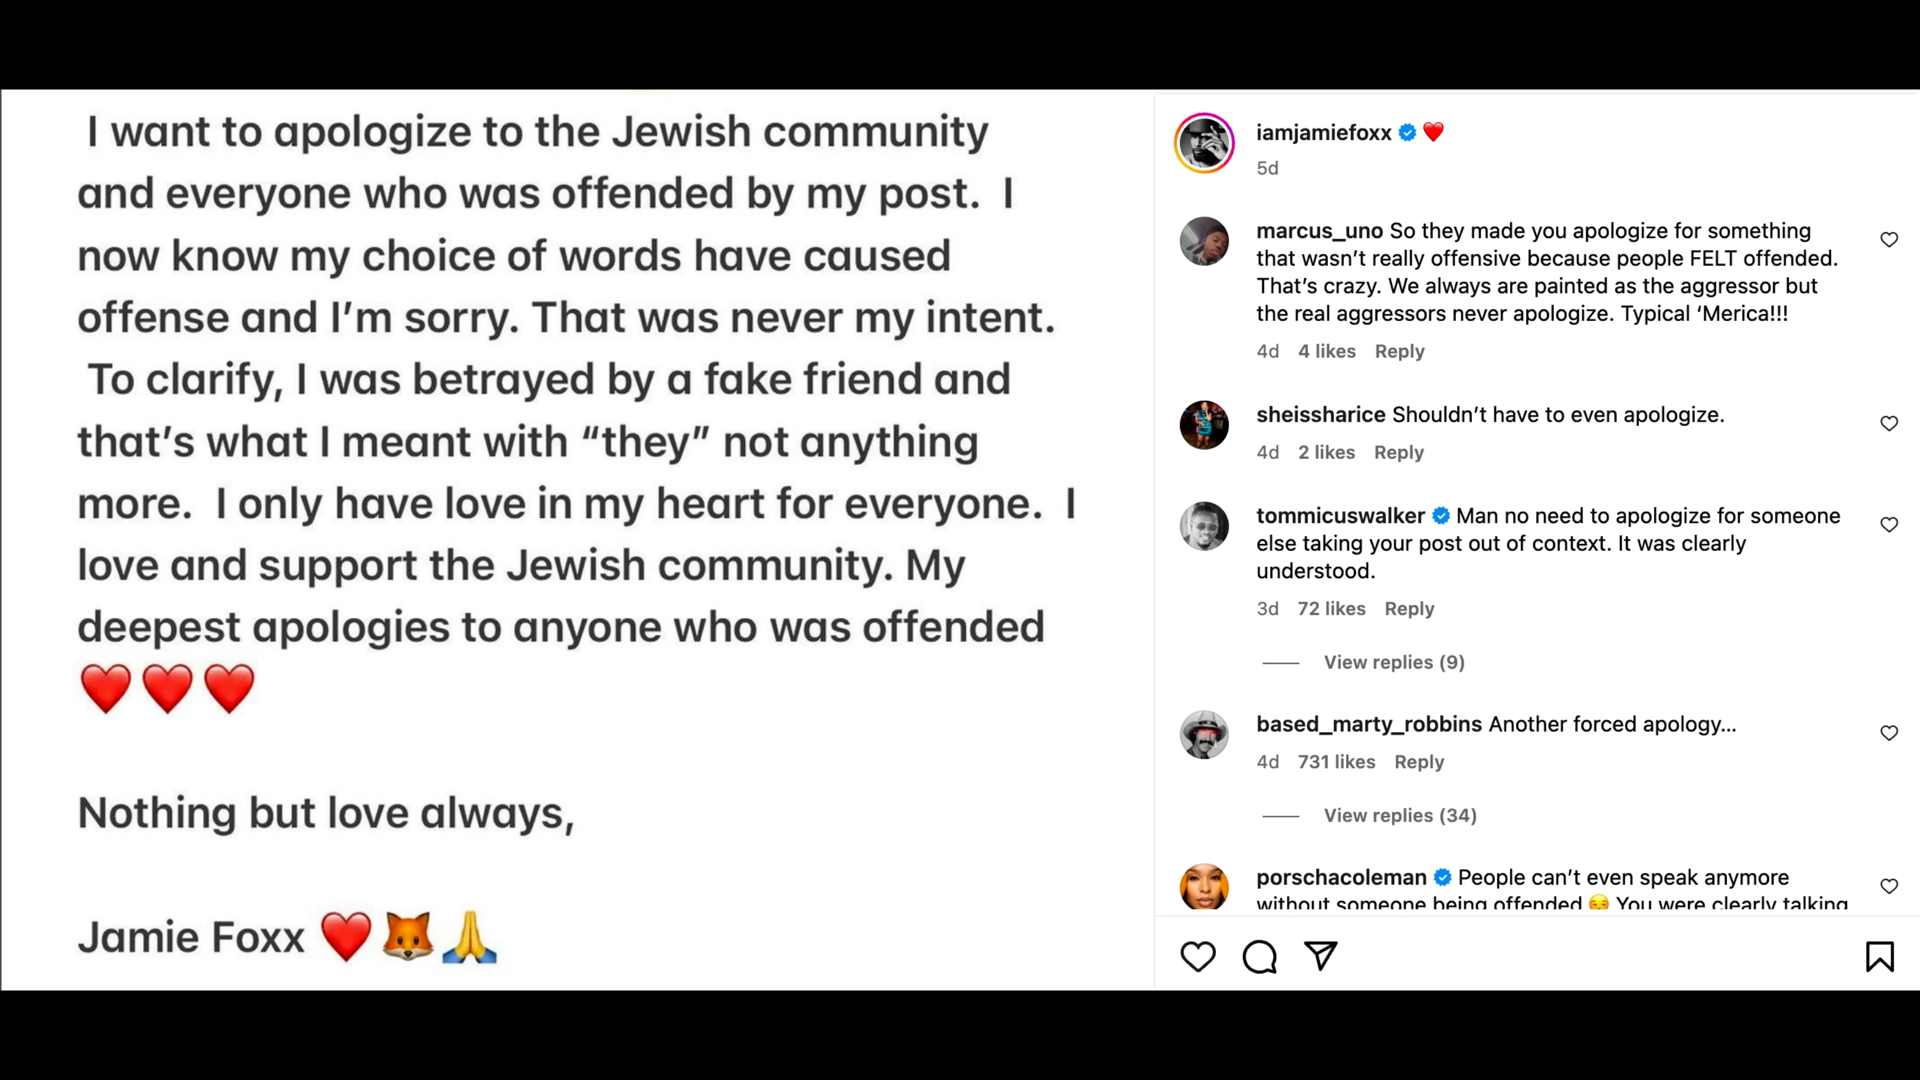 I want to apologize to the Jewish community
and everyone who was offended by my post. I
now know my choice of words have caused
offense and I'm sorry. That was never my intent.
To clarify, I was betrayed by a fake friend and
that's what I meant with “they” not anything
more. I only have love in my heart for everyone. I
love and support the Jewish community. My
deepest apologies to anyone who was offended
❤️❤️❤️
Nothing but love always,
Jamie Foxx ❤️🦊🙏
iamjamiefoxx ❤️
5d
marcus_uno So they made you apologize for something
that wasn't really offensive because people FELT offended.
That's crazy. We always are painted as the aggressor but
the real aggressors never apologize. Typical ‘Merica!!!
4d 4 likes Reply
sheissharice Shouldn't have to even apologize.
4d 2 likes Reply
tommicuswalker Man no need to apologize for someone
else taking your post out of context. It was clearly
understood.
3d 72 likes Reply
View replies (9)
based_marty_robbins Another forced apology...
4d 731 likes Reply
View replies (34)
porschacoleman People can't even speak anymore
without someone being offended 😒 You were clearly talking